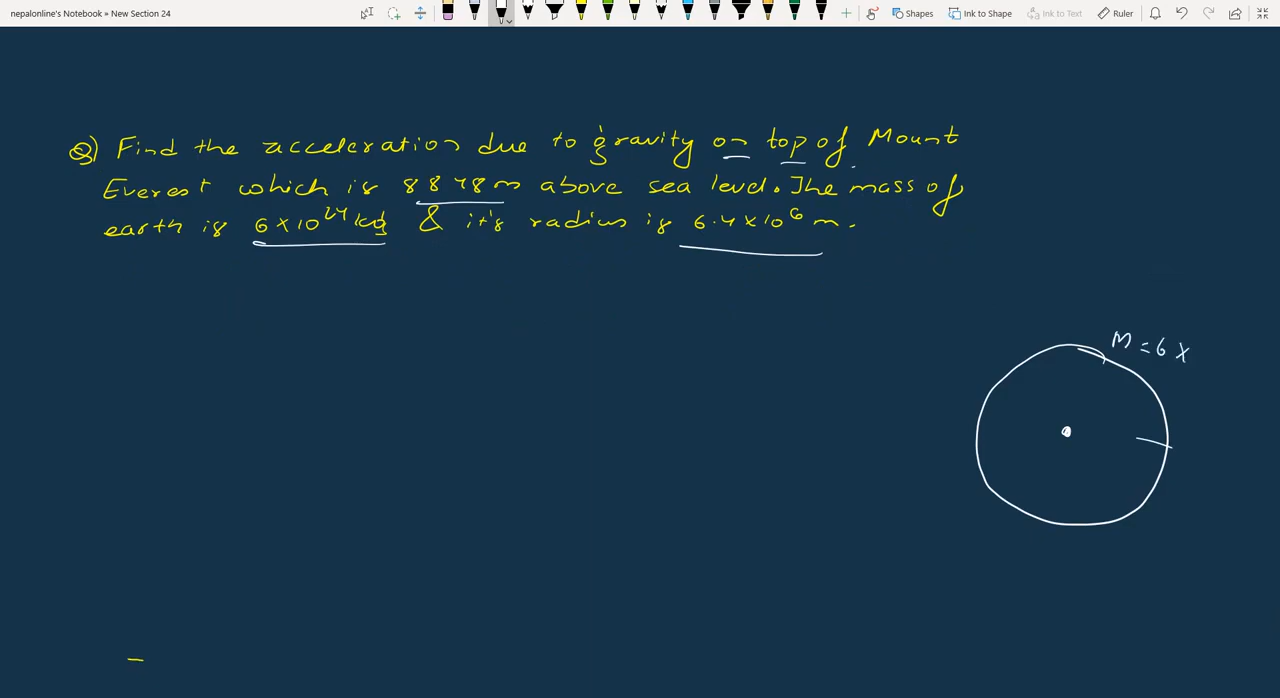 nepalonline's Notebook » New Section 24
Shapes Ink to Shape Ink to Text Ruler
Q) Find the acceleration due to gravity on top of Mount
Everest which is 8848m above sea level. The mass of
earth is 6×10²⁴ kg & it's radius is 6.4×10⁶ m.
M = 6 ×